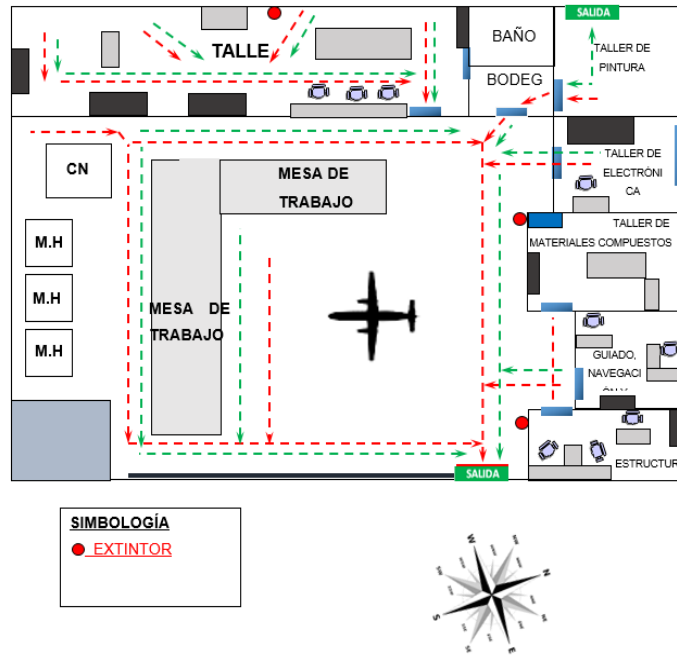 SALIDA
TALLE
BAÑO
BODEG
TALLER DE
PINTURA
CN
MESA DE
TRABAJO
TALLER DE
ELECTRÓNI
CA
TALLER DE
MATERIALES COMPUESTOS
M.H
M.H
M.H
MESA DE
TRABAJO
GUIADO,
NAVEGACI
ESTRUCTUR
SALIDA
SIMBOLOGÍA
EXTINTOR
W
N
S
E